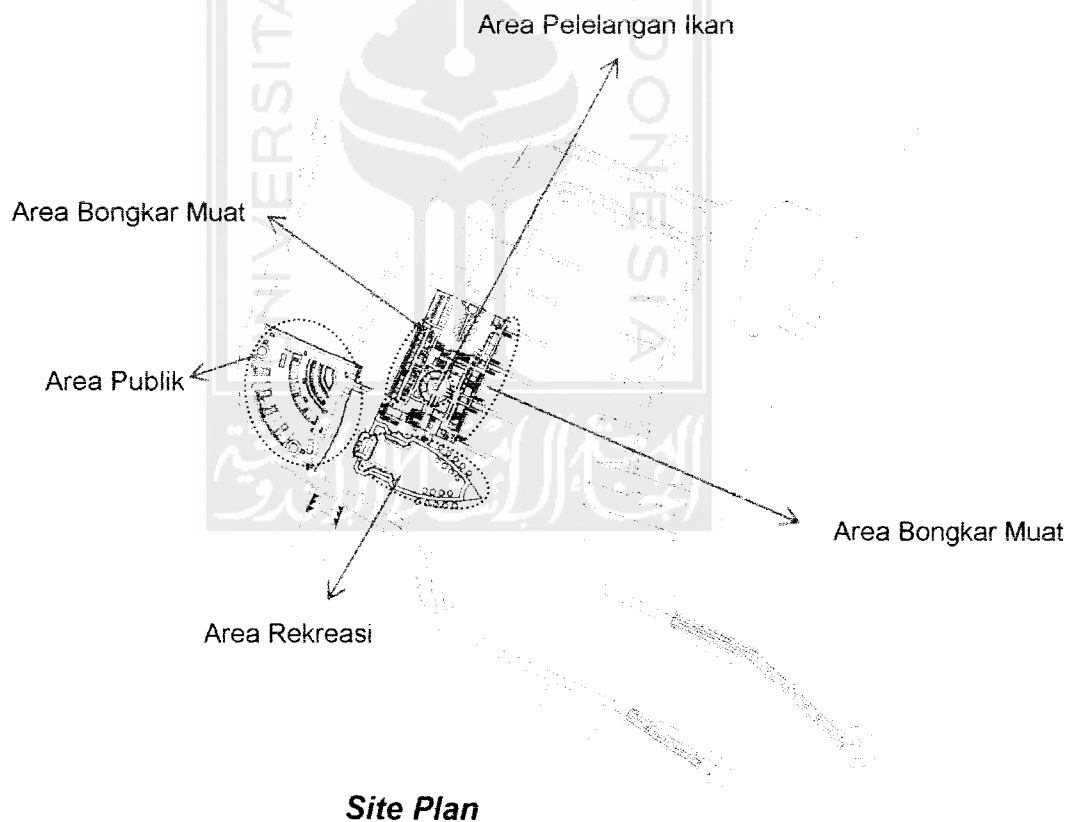 Area Pelelangan Ikan
Area Bongkar Muat
Area Publik
Area Bongkar Muat
Area Rekreasi
Site Plan